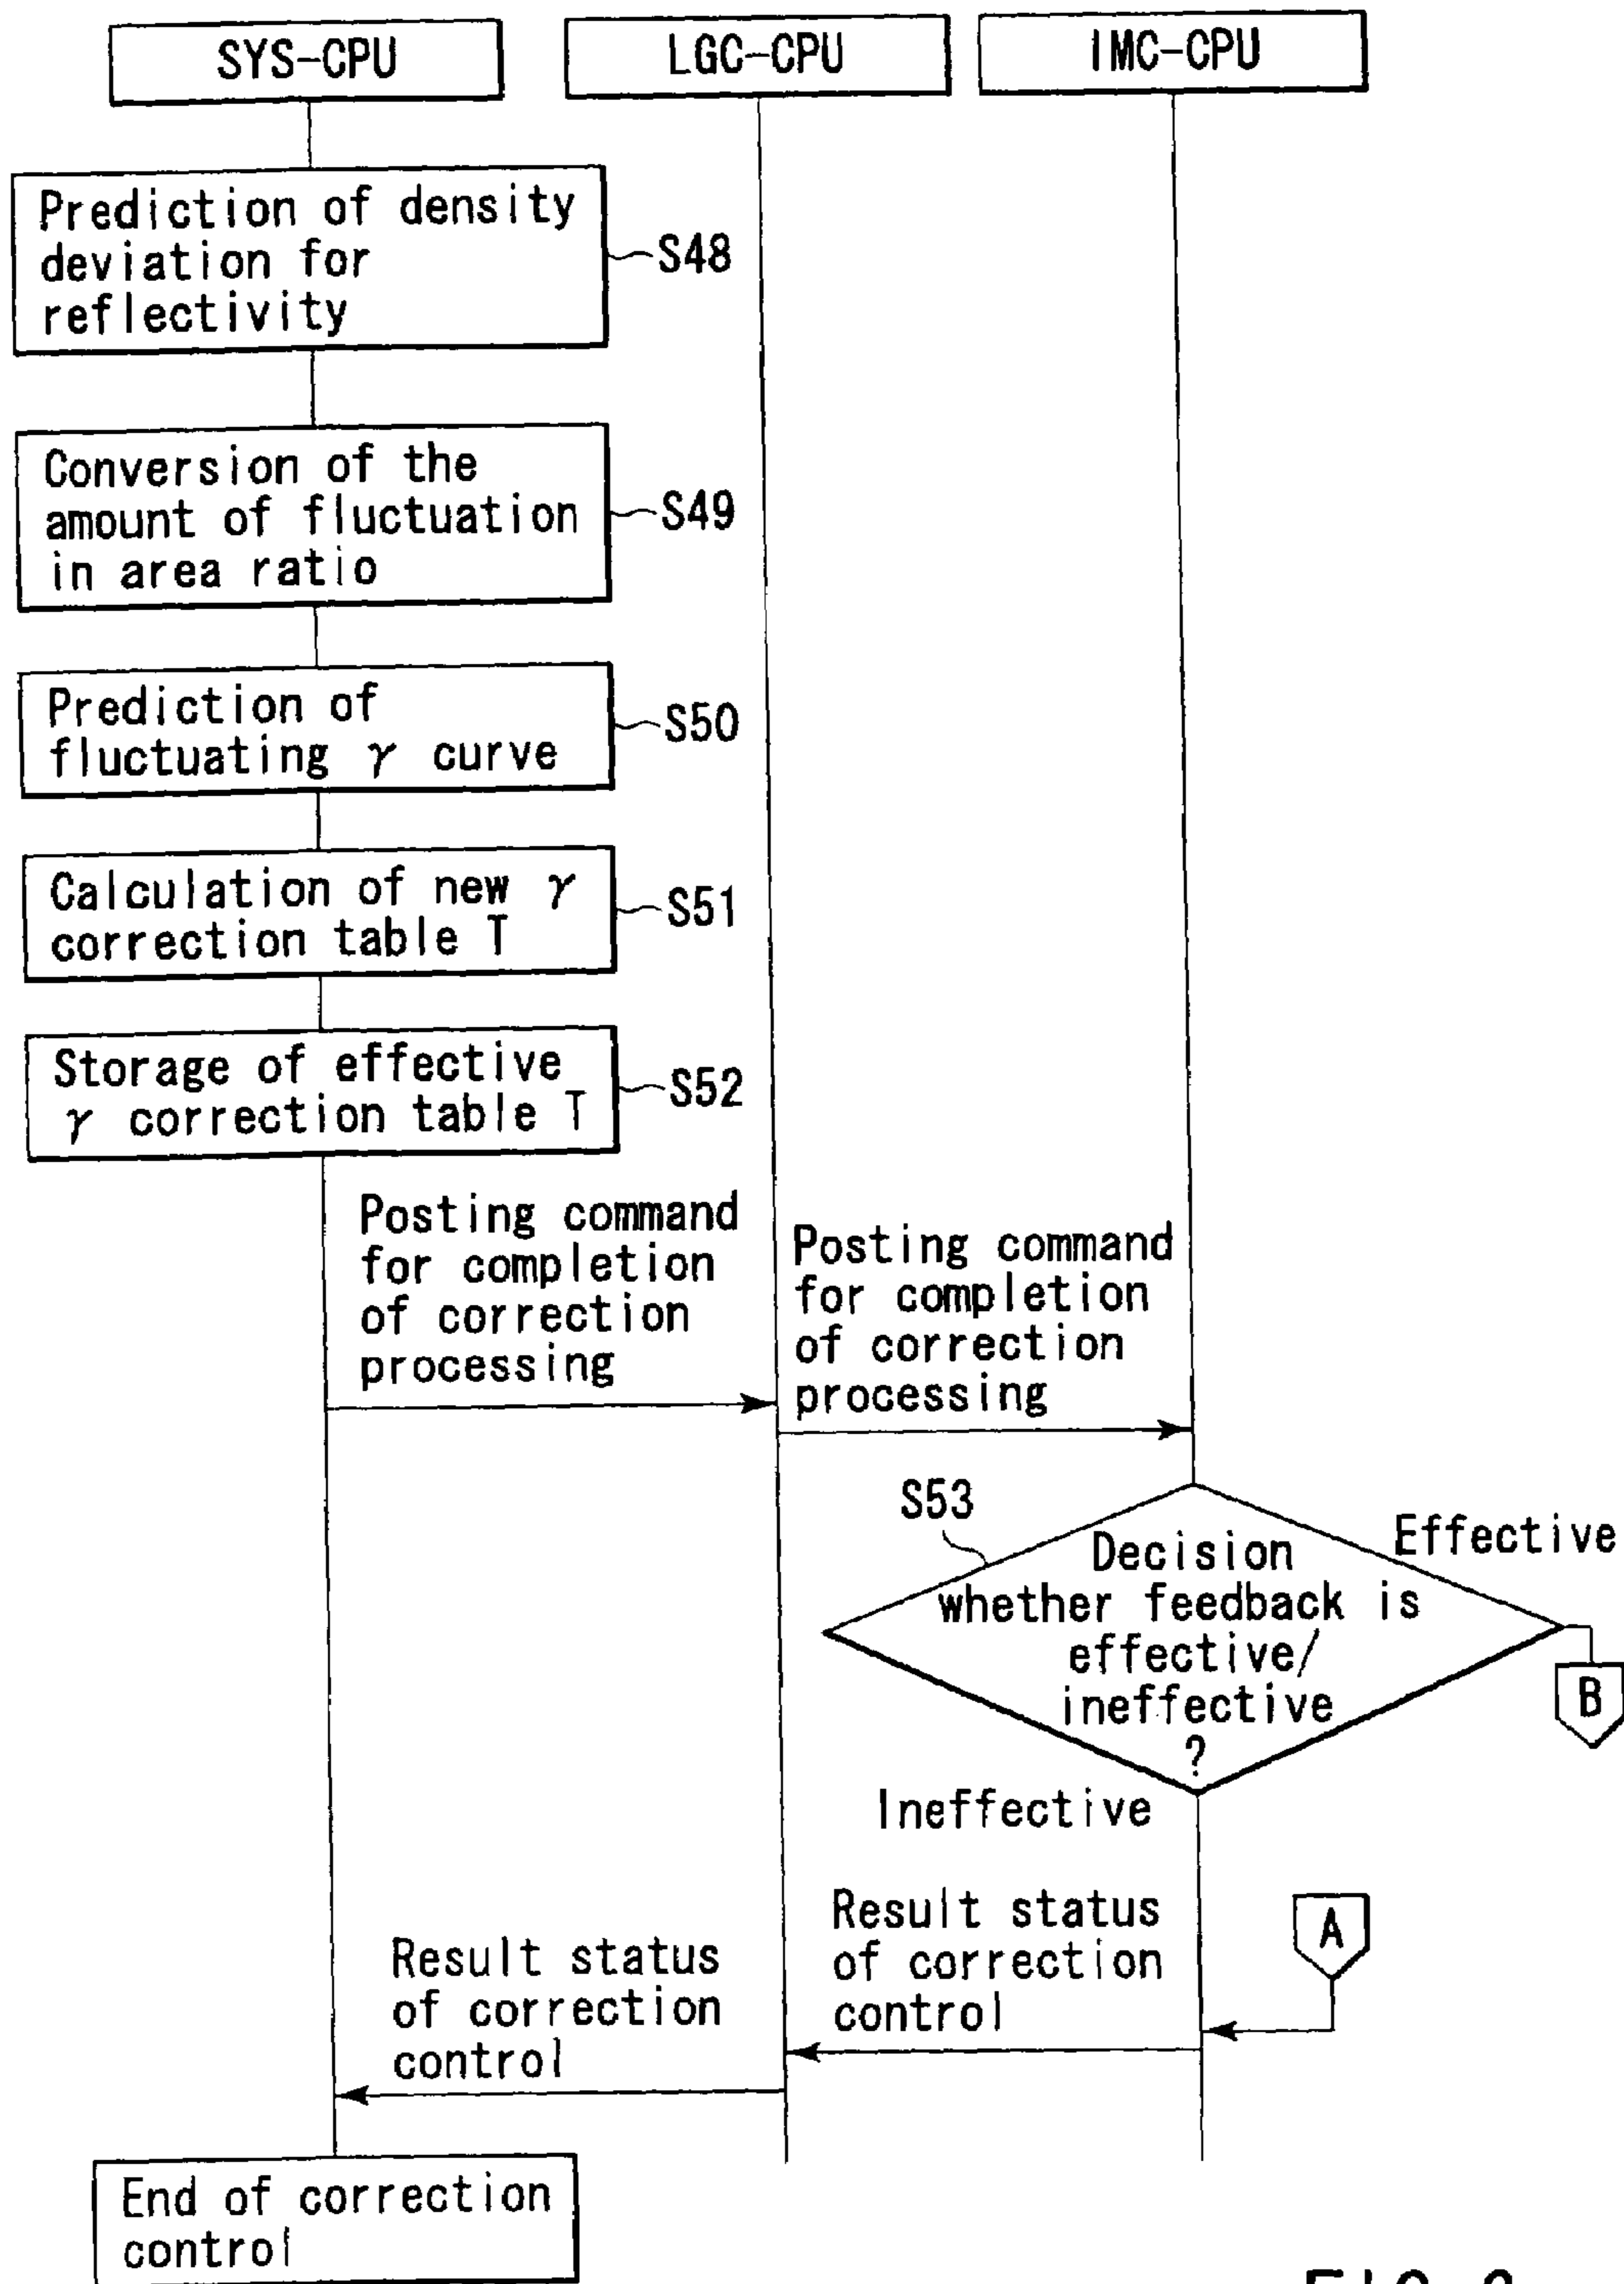 SYS-CPU
LGC-CPU
IMC-CPU
Prediction of density
deviation for
reflectivity
S48
Conversion of the
amount of fluctuation
in area ratio
S49
Prediction of
fluctuating γ curve
S50
Calculation of new γ
correction table T
S51
Storage of effective
γ correction table T
S52
Posting command
for completion
of correction
processing
Posting command
for completion
of correction
processing
S53
Decision
whether feedback is
effective/
ineffective
?
Effective
B
Ineffective
Result status
of correction
control
A
Result status
of correction
control
End of correction
control